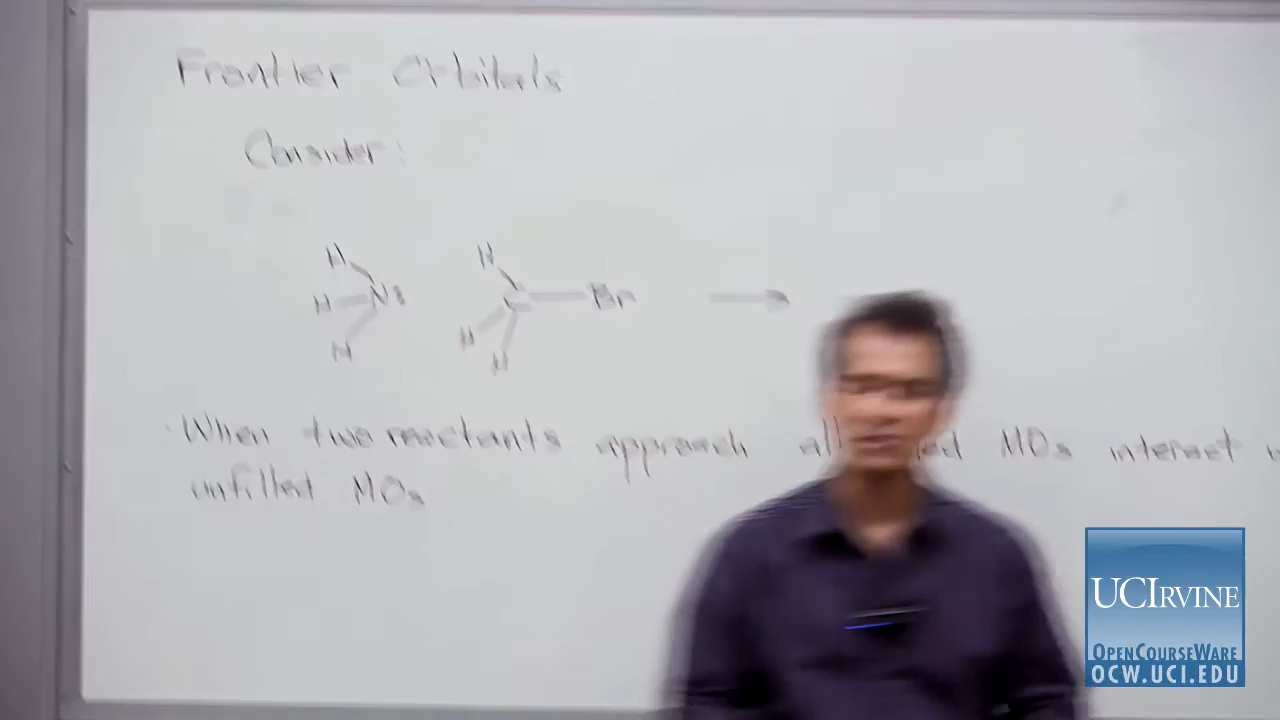 Frontier Orbitals
Consider:
H H
H N: C Br →
H H H
· When two reactants approach MOs interact
unfilled MOs
UCIRVINE
OPENCOURSEWARE
OCW.UCI.EDU